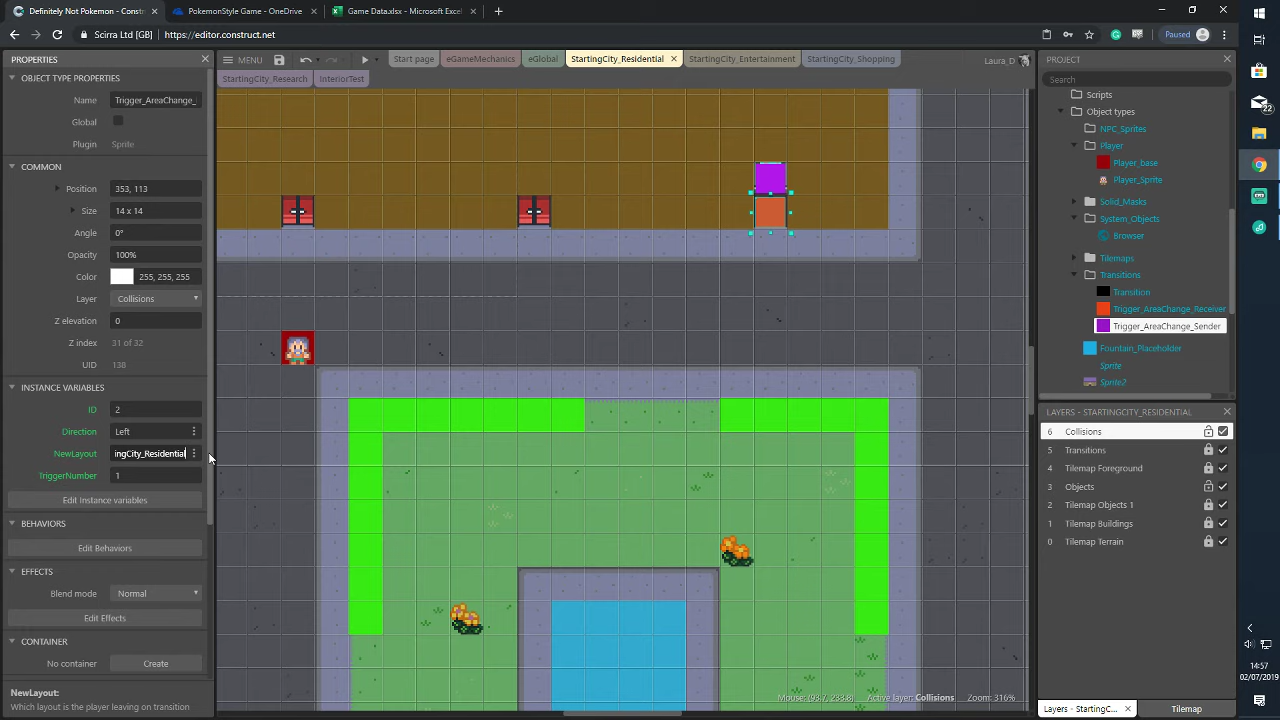 Definitely Not Pokemon - Co
PokemonStyle Game - OneDrive
Game Data.xlsx - Microsoft Excel
Scirra Ltd [GB] | https://editor.construct.net
Paused
PROPERTIES
MENU
Start page
eGameMechanics
eGlobal
StartingCity_Residential
StartingCity_Entertainment
StartingCity_Shopping
Laura_D
StartingCity_Research
InteriorTest
OBJECT TYPE PROPERTIES
Name Trigger_AreaChange_
Global
Plugin Sprite
COMMON
Position 353, 113
Size 14 x 14
Angle 0°
Opacity 100%
Color 255, 255, 255
Layer Collisions
Z elevation 0
Z index 31 of 32
UID 138
INSTANCE VARIABLES
ID 2
Direction Left
NewLayout ingCity_Residential
TriggerNumber 1
Edit Instance variables
BEHAVIORS
Edit Behaviors
EFFECTS
Blend mode Normal
Edit Effects
CONTAINER
No container Create
NewLayout:
Which layout is the player leaving on transition
Mouse: (93.7, 233.8) Active layer: Collisions Zoom: 316%
PROJECT
Search
Scripts
Object types
NPC_Sprites
Player
Player_base
Player_Sprite
Solid_Masks
System_Objects
Browser
Tilemaps
Transitions
Transition
Trigger_AreaChange_Receiver
Trigger_AreaChange_Sender
Fountain_Placeholder
Sprite
Sprite2
LAYERS - STARTINGCITY_RESIDENTIAL
6 Collisions
5 Transitions
4 Tilemap Foreground
3 Objects
2 Tilemap Objects 1
1 Tilemap Buildings
0 Tilemap Terrain
Layers - StartingC...
Tilemap
22
14:57
02/07/2019